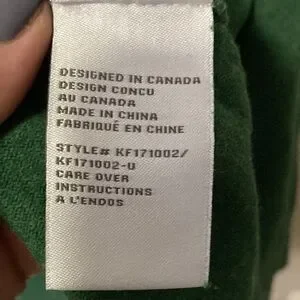 DESIGNED IN CANADA
DESIGN CONCU
AU CANADA
MADE IN CHINA
FABRIQUÉ EN CHINE
STYLE# KF171002/
KF171002-U
CARE OVER
INSTRUCTIONS
A L'ENDOS